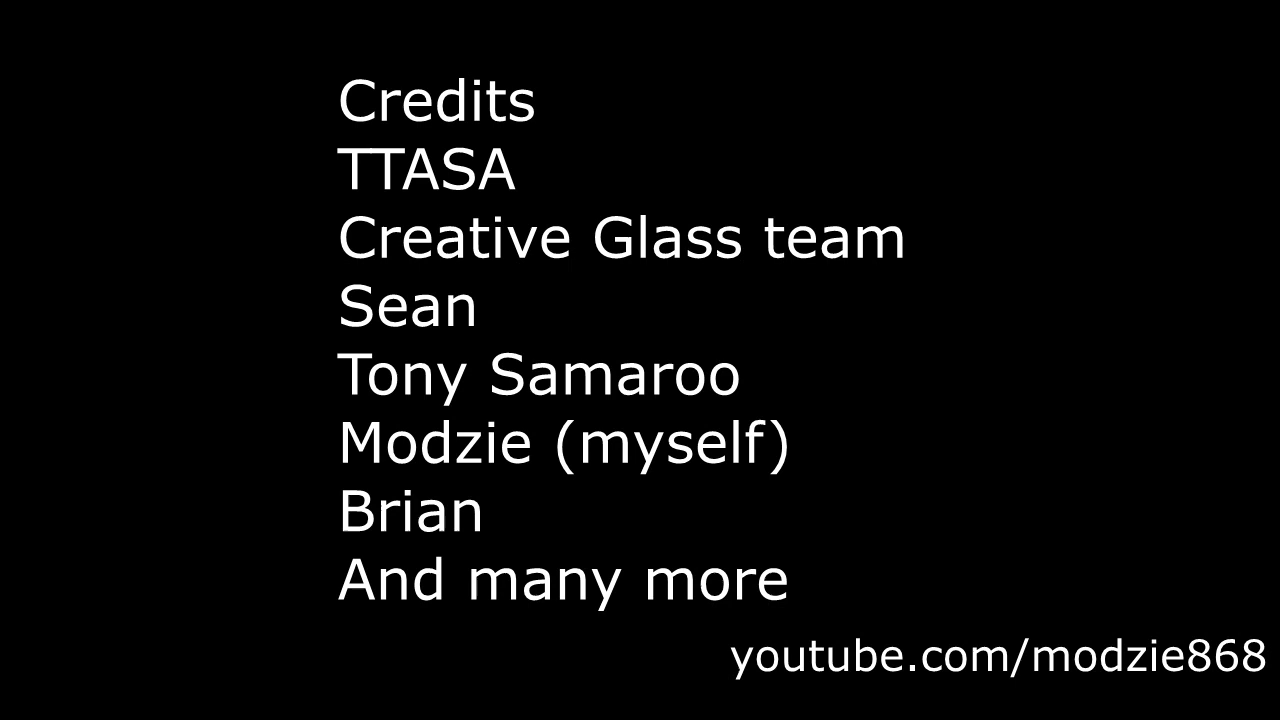 Credits
TTASA
Creative Glass team
Sean
Tony Samaroo
Modzie (myself)
Brian
And many more
youtube.com/modzie868